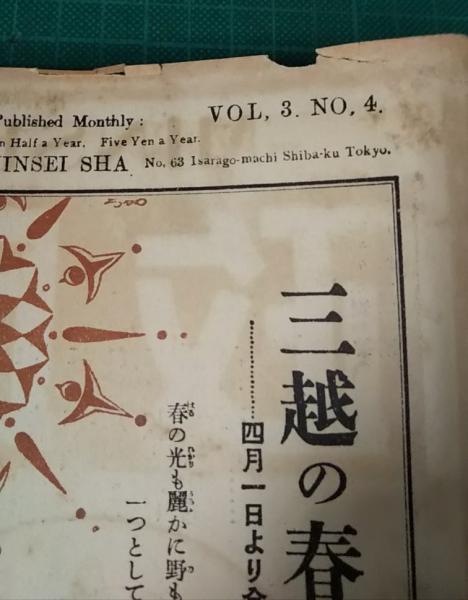 Published Monthly :
VOL, 3. NO, 4.
n Half a Year, Five Yen a Year.
JINSEI SHA No. 63 Isarago-machi Shiba-ku Tokyo.
三越の春
四月一日より
春の光も麗かに野も
一つとして